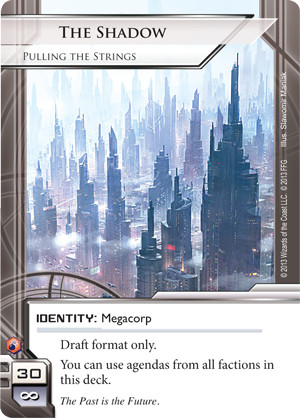 The Shadow
Pulling the Strings
Illus. Slawomir Maniak
© 2013 Wizards of the Coast LLC. © 2013 FFG
IDENTITY: Megacorp
Draft format only.
You can use agendas from all factions in
this deck.
The Past is the Future.
30
∞